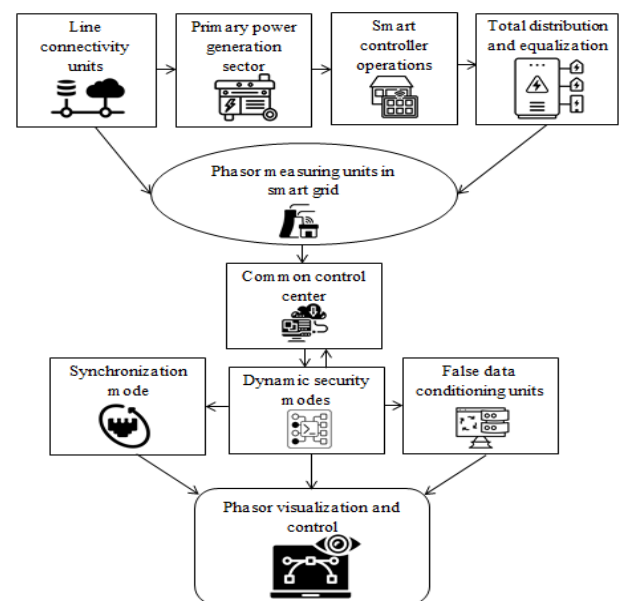 Line
connectivity
units
Primary power
generation
sector
Smart
controller
operations
Total distribution
and equalization
Phasor measuring units in
smart grid
Common control
center
Synchronization
mode
Dynamic security
modes
False data
conditioning units
Phasor visualization and
control